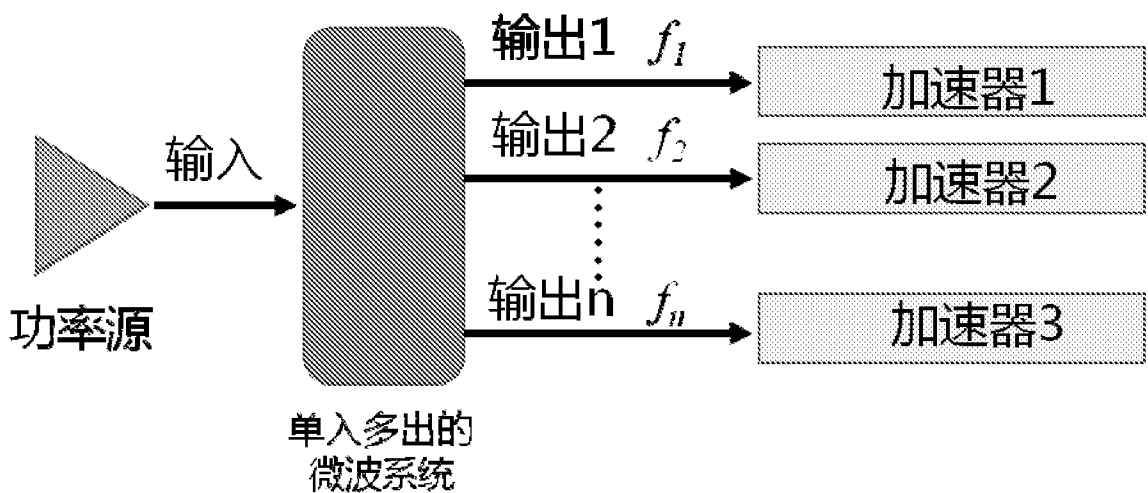 输出1 f1
加速器1
输入
输出2 f2
加速器2
输出n fn
加速器3
功率源
单入多出的
微波系统